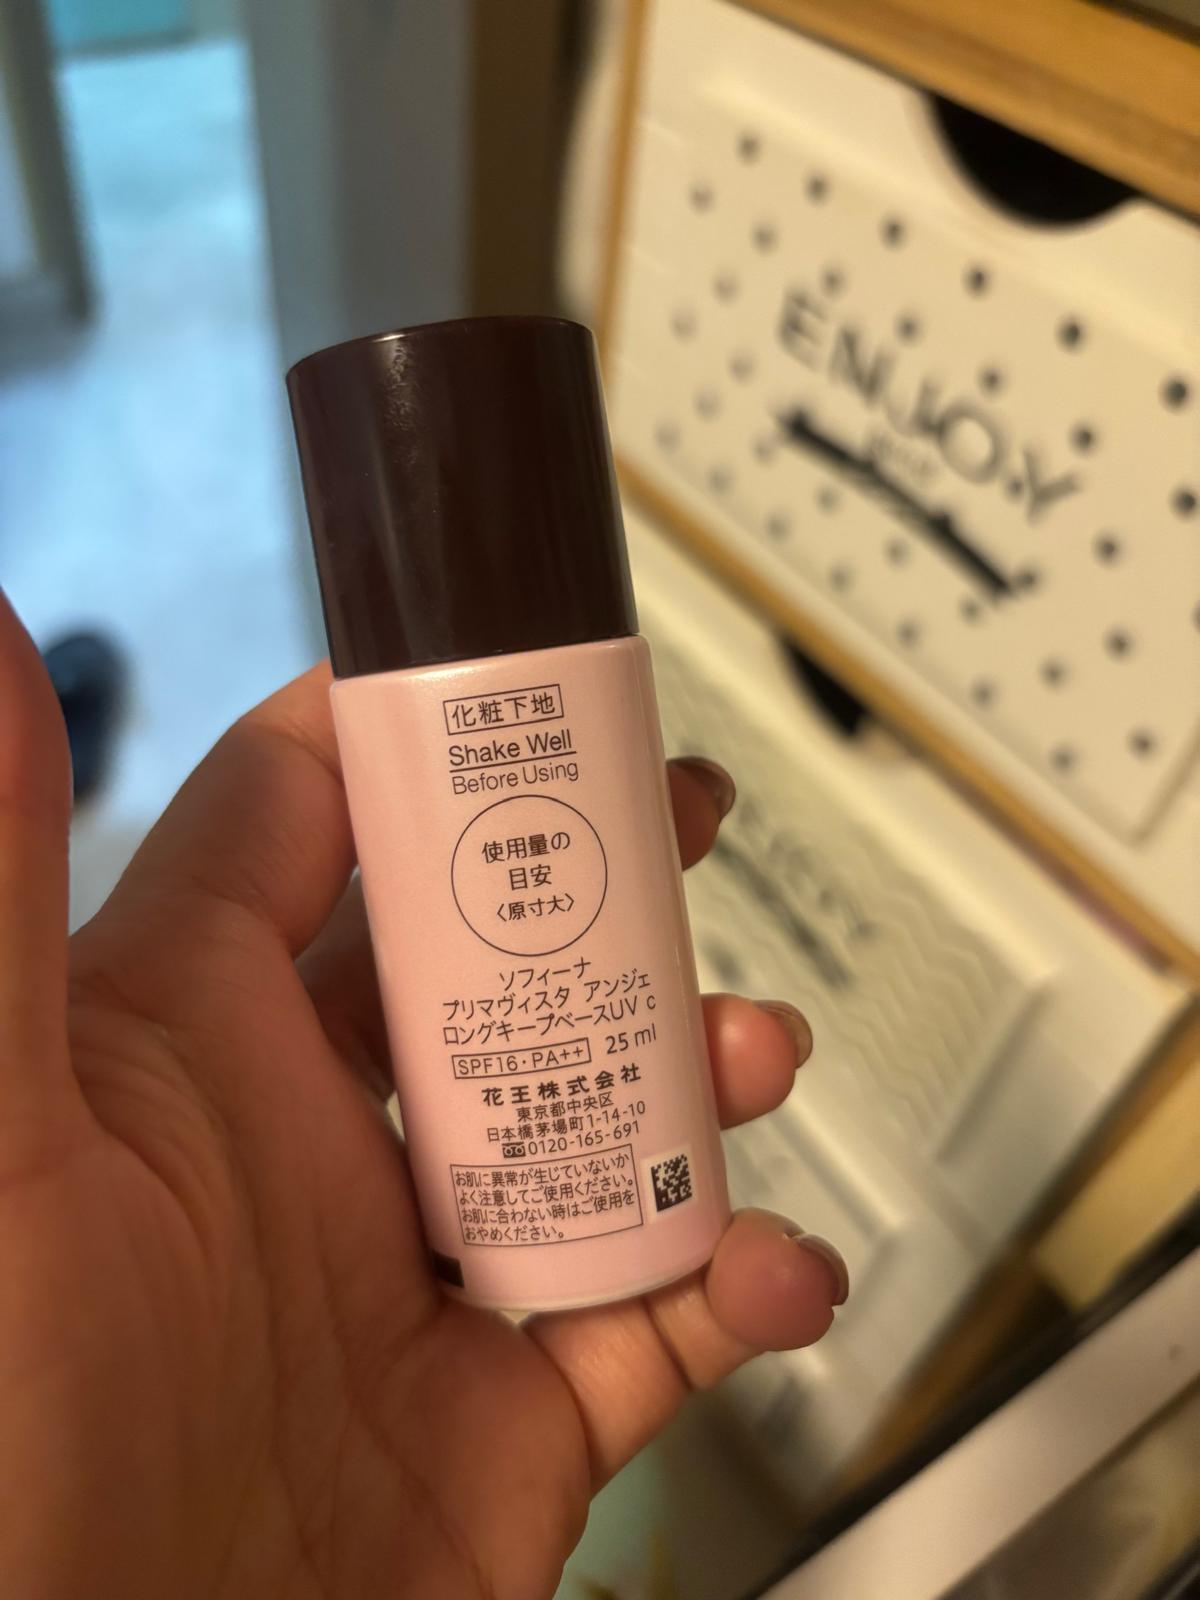 化粧下地
Shake Well
Before Using
使用量の
目安
〈原寸大〉
ソフィーナ
プリマヴィスタ アンジェ
ロングキープベースUV c
SPF16・PA++ 25ml
花王株式会社
東京都中央区
日本橋茅場町1-14-10
0120-165-691
お肌に異常が生じていないか
よく注意してご使用ください。
お肌に合わない時はご使用を
おやめください。
ENJOY